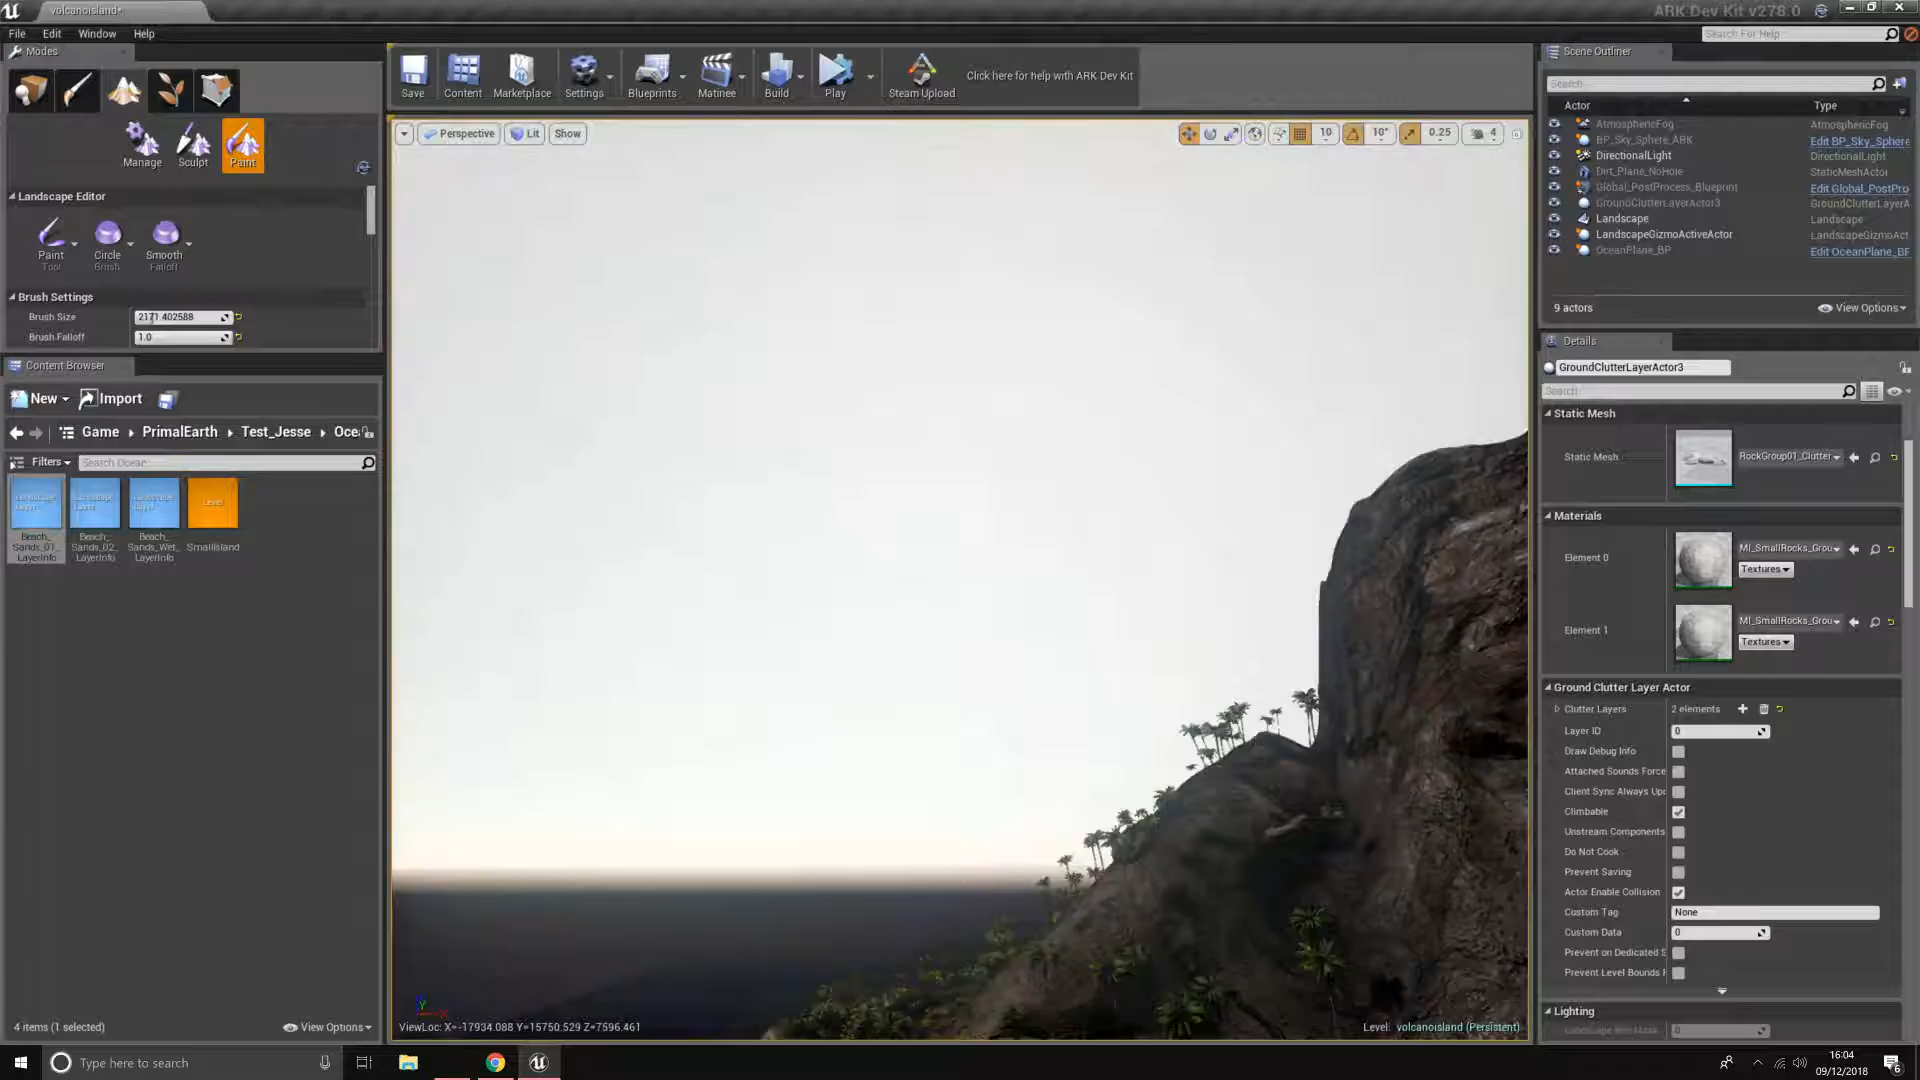 volcanoisland*
ARK Dev Kit v278.0
File Edit Window Help
Search For Help
Modes
Manage Sculpt Paint
Landscape Editor
Paint Circle Smooth
Tool Brush Falloff
Brush Settings
Brush Size 2171.402588
Brush Falloff 1.0
Content Browser
New Import
Game PrimalEarth Test_Jesse Oce
Filters Search Ocean
Level
Beach_ Sands_01_ LayerInfo
Beach_ Sands_02_ LayerInfo
Beach_ Sands_Wet_ LayerInfo
SmallIsland
4 items (1 selected) View Options
Save Content Marketplace Settings Blueprints Matinee Build Play Steam Upload
Click here for help with ARK Dev Kit
Perspective Lit Show
10 10° 0.25 4
ViewLoc: X=-17934.088 Y=15750.529 Z=7596.461
Level: volcanoisland (Persistent)
Scene Outliner
Search
Actor Type
AtmosphericFog AtmosphericFog
BP_Sky_Sphere_ARK Edit BP_Sky_Sphere
DirectionalLight DirectionalLight
Dirt_Plane_NoHole StaticMeshActor
Global_PostProcess_Blueprint Edit Global_PostPro
GroundClutterLayerActor3 GroundClutterLayerA
Landscape Landscape
LandscapeGizmoActiveActor LandscapeGizmoAct
OceanPlane_BP Edit OceanPlane_BP
9 actors View Options
Details
GroundClutterLayerActor3
Search
Static Mesh
Static Mesh RockGroup01_Clutter
Materials
Element 0 MI_SmallRocks_Grou
Textures
Element 1 MI_SmallRocks_Grou
Textures
Ground Clutter Layer Actor
Clutter Layers 2 elements
Layer ID 0
Draw Debug Info
Attached Sounds Force
Client Sync Always Upd
Climbable
Unstream Components
Do Not Cook
Prevent Saving
Actor Enable Collision
Custom Tag None
Custom Data 0
Prevent on Dedicated S
Prevent Level Bounds
Lighting
Type here to search
16:04
09/12/2018
6